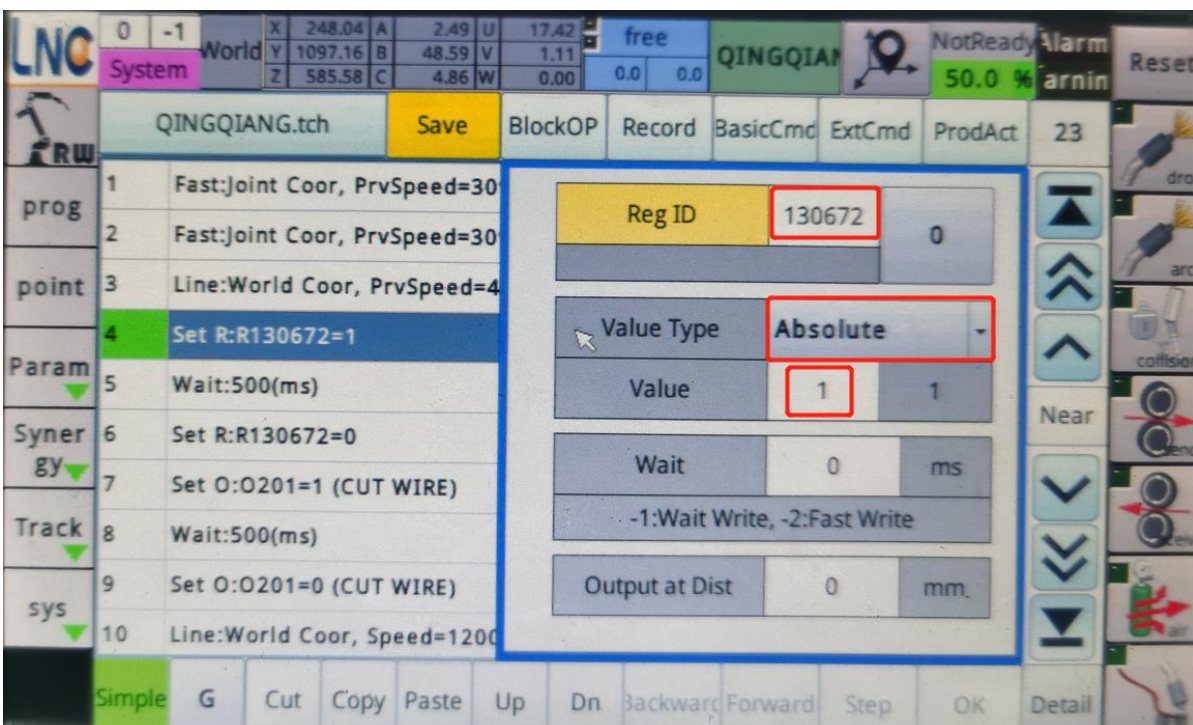 LNC
0 -1 World X 248.04 A 2.49 U 17.42 free QINGQIAN NotReady Alarm Reset
System Y 1097.16 B 48.59 V 1.11 0.0 0.0 50.0 %
Z 585.58 C 4.86 W 0.00
RW
QINGQIANG.tch Save BlockOP Record BasicCmd ExtCmd ProdAct 23
prog
point
Param
Synergy
Track
sys
1 Fast:Joint Coor, PrvSpeed=30
2 Fast:Joint Coor, PrvSpeed=30
3 Line:World Coor, PrvSpeed=4
4 Set R:R130672=1
5 Wait:500(ms)
6 Set R:R130672=0
7 Set O:O201=1 (CUT WIRE)
8 Wait:500(ms)
9 Set O:O201=0 (CUT WIRE)
10 Line:World Coor, Speed=1200
Reg ID 130672 0
Value Type Absolute
Value 1 1
Wait 0 ms
-1:Wait Write, -2:Fast Write
Output at Dist 0 mm.
Near
air
Simple G Cut Copy Paste Up Dn Backward Forward Step OK Detail